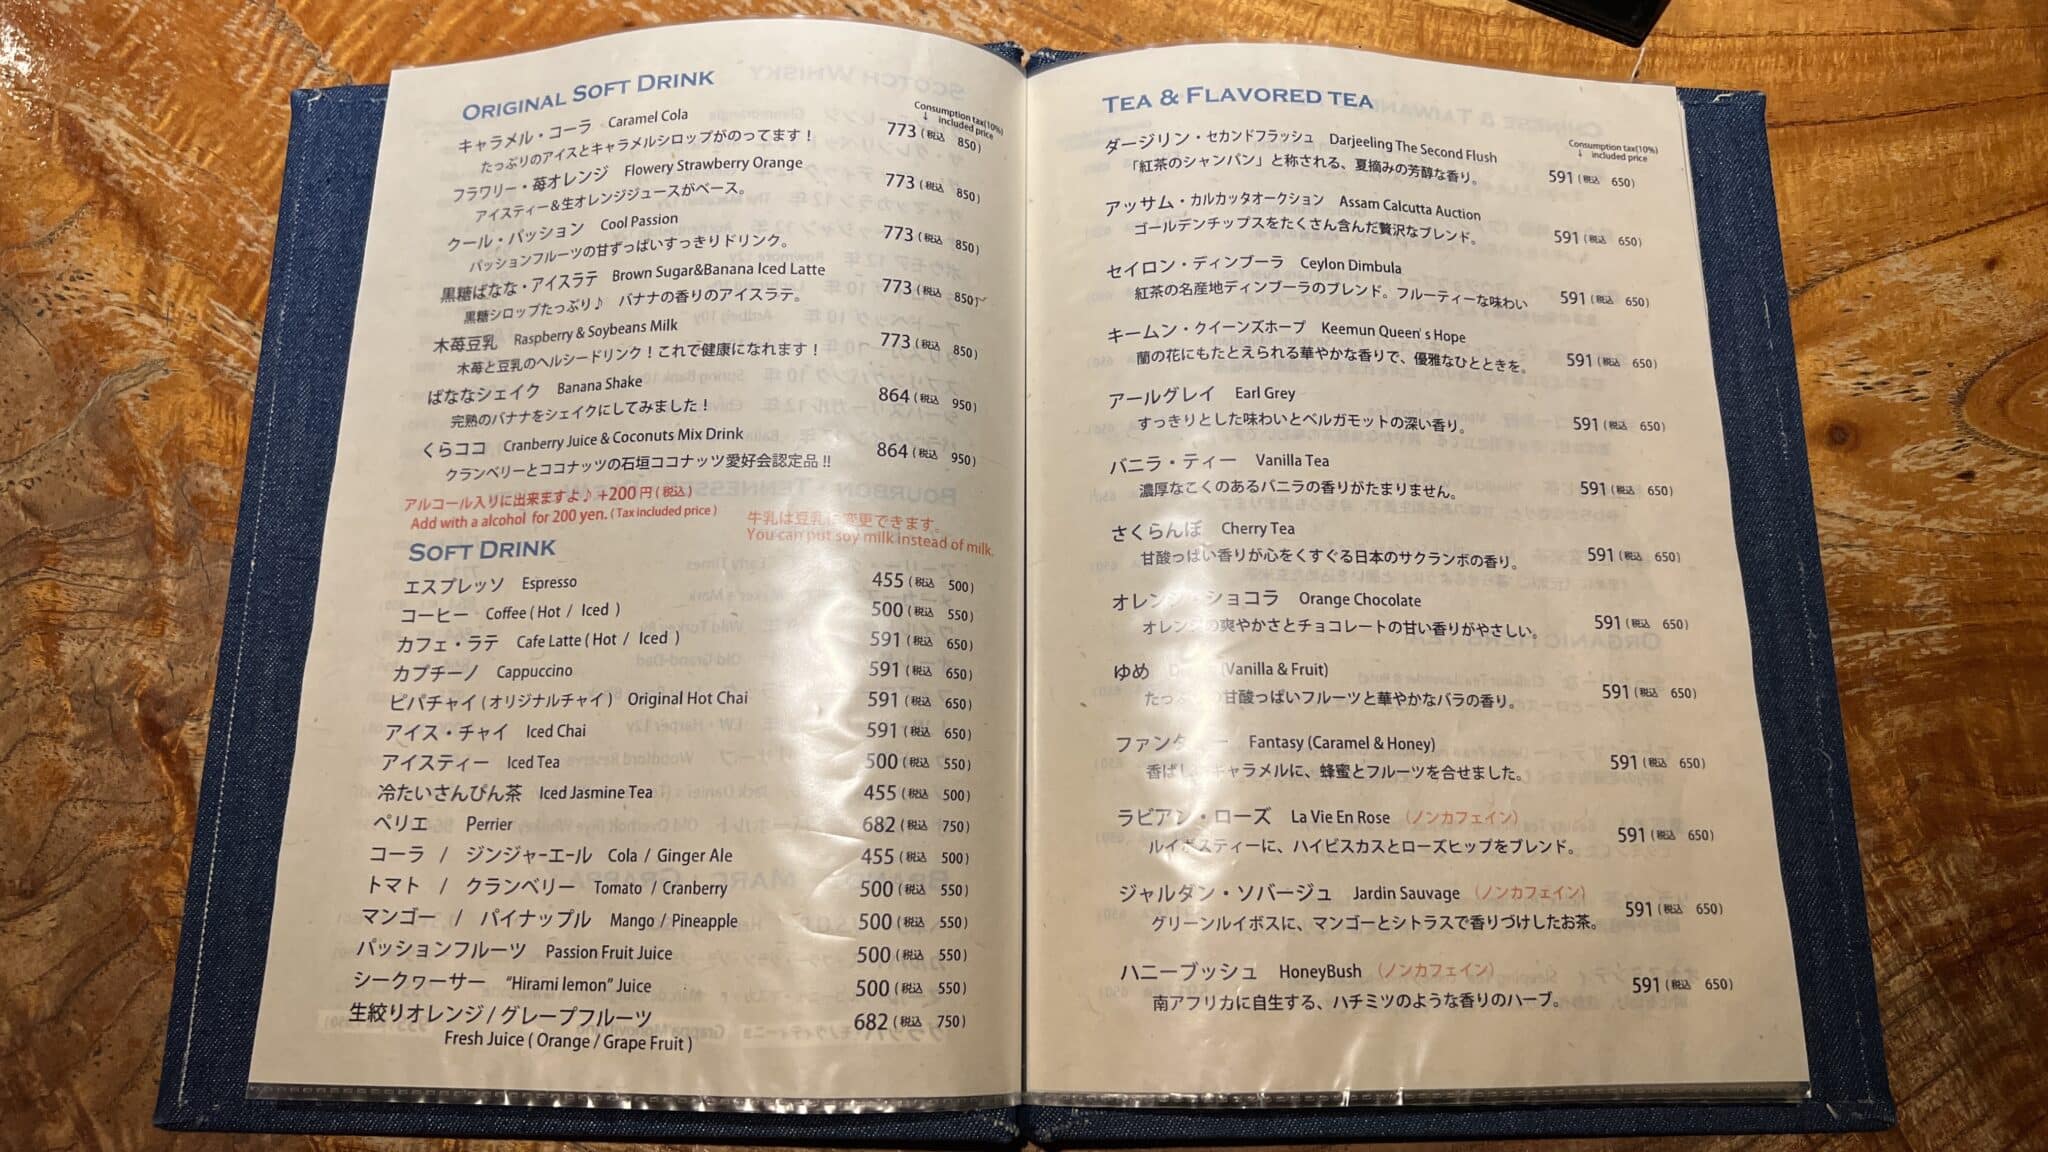 ORIGINAL SOFT DRINK
Consumption tax(10%)
↓ included price
キャラメル・コーラ Caramel Cola 773 (税込 850)
たっぷりのアイスとキャラメルシロップがのってます！
フラワリー・苺オレンジ Flowery Strawberry Orange 773 (税込 850)
アイスティー＆生オレンジジュースがベース。
クール・パッション Cool Passion 773 (税込 850)
パッションフルーツの甘ずっぱいすっきりドリンク。
黒糖ばなな・アイスラテ Brown Sugar&Banana Iced Latte 773 (税込 850)
黒糖シロップたっぷり♪ バナナの香りのアイスラテ。
木苺豆乳 Raspberry & Soybeans Milk 773 (税込 850)
木苺と豆乳のヘルシードリンク！これで健康になれます！
ばななシェイク Banana Shake 864 (税込 950)
完熟のバナナをシェイクにしてみました！
くらココ Cranberry Juice & Coconuts Mix Drink 864 (税込 950)
クランベリーとココナッツの石垣ココナッツ愛好会認定品 !!
アルコール入りに出来ますよ♪ +200 円 (税込)
Add with a alcohol for 200 yen. (Tax included price)
牛乳は豆乳に変更できます。
You can put soy milk instead of milk.
SOFT DRINK
エスプレッソ Espresso 455 (税込 500)
コーヒー Coffee ( Hot / Iced ) 500 (税込 550)
カフェ・ラテ Cafe Latte ( Hot / Iced ) 591 (税込 650)
カプチーノ Cappuccino 591 (税込 650)
ピパチャイ ( オリジナルチャイ ) Original Hot Chai 591 (税込 650)
アイス・チャイ Iced Chai 591 (税込 650)
アイスティー Iced Tea 500 (税込 550)
冷たいさんぴん茶 Iced Jasmine Tea 455 (税込 500)
ペリエ Perrier 682 (税込 750)
コーラ / ジンジャーエール Cola / Ginger Ale 455 (税込 500)
トマト / クランベリー Tomato / Cranberry 500 (税込 550)
マンゴー / パイナップル Mango / Pineapple 500 (税込 550)
パッションフルーツ Passion Fruit Juice 500 (税込 550)
シークヮーサー “Hirami lemon” Juice 500 (税込 550)
生絞りオレンジ / グレープフルーツ 682 (税込 750)
Fresh Juice ( Orange / Grape Fruit )
TEA & FLAVORED TEA
Consumption tax(10%)
↓ included price
ダージリン・セカンドフラッシュ Darjeeling The Second Flush
「紅茶のシャンパン」と称される、夏摘みの芳醇な香り。 591 (税込 650)
アッサム・カルカッタオークション Assam Calcutta Auction
ゴールデンチップスをたくさん含んだ贅沢なブレンド。 591 (税込 650)
セイロン・ディンブーラ Ceylon Dimbula
紅茶の名産地ディンブーラのブレンド。フルーティーな味わい 591 (税込 650)
キームン・クイーンズホープ Keemun Queen's Hope
蘭の花にもたとえられる華やかな香りで、優雅なひとときを。 591 (税込 650)
アールグレイ Earl Grey
すっきりとした味わいとベルガモットの深い香り。 591 (税込 650)
バニラ・ティー Vanilla Tea
濃厚なこくのあるバニラの香りがたまりません。 591 (税込 650)
さくらんぼ Cherry Tea
甘酸っぱい香りが心をくすぐる日本のサクランボの香り。 591 (税込 650)
オレンジ・ショコラ Orange Chocolate
オレンジの爽やかさとチョコレートの甘い香りがやさしい。 591 (税込 650)
ゆめ (Vanilla & Fruit)
たっぷりの甘酸っぱいフルーツと華やかなバラの香り。 591 (税込 650)
ファンタジー Fantasy (Caramel & Honey)
香ばしいキャラメルに、蜂蜜とフルーツを合せました。 591 (税込 650)
ラビアン・ローズ La Vie En Rose （ノンカフェイン）
ルイボスティーに、ハイビスカスとローズヒップをブレンド。 591 (税込 650)
ジャルダン・ソバージュ Jardin Sauvage （ノンカフェイン）
グリーンルイボスに、マンゴーとシトラスで香りづけしたお茶。 591 (税込 650)
ハニーブッシュ HoneyBush （ノンカフェイン）
南アフリカに自生する、ハチミツのような香りのハーブ。 591 (税込 650)